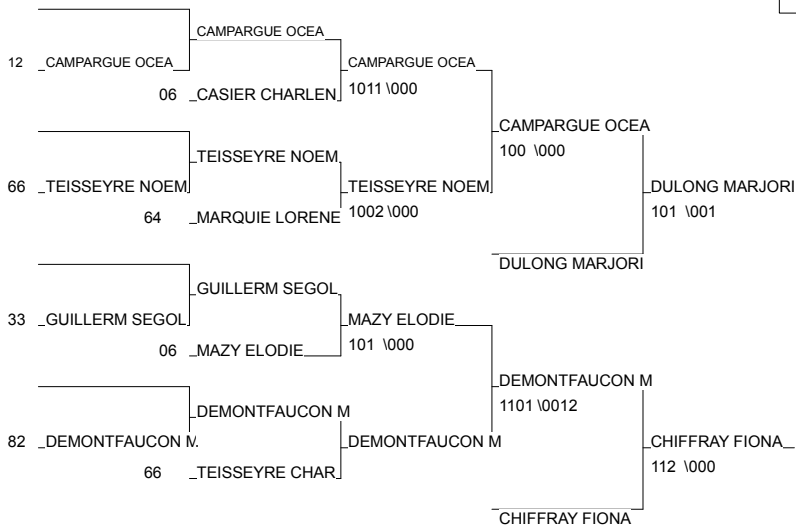 CAMPARGUE OCEA
12 CAMPARGUE OCEA CAMPARGUE OCEA
06 CASIER CHARLEN 1011 \000
CAMPARGUE OCEA
100 \000
TEISSEYRE NOEM
66 TEISSEYRE NOEM TEISSEYRE NOEM DULONG MARJORI
64 MARQUIE LORENE 1002 \000 101 \001
DULONG MARJORI
GUILLERM SEGOL
33 GUILLERM SEGOL MAZY ELODIE
06 MAZY ELODIE 101 \000
DEMONTFAUCON M
1101 \0012
DEMONTFAUCON M
82 DEMONTFAUCON M. DEMONTFAUCON M CHIFFRAY FIONA
66 TEISSEYRE CHAR 112 \000
CHIFFRAY FIONA